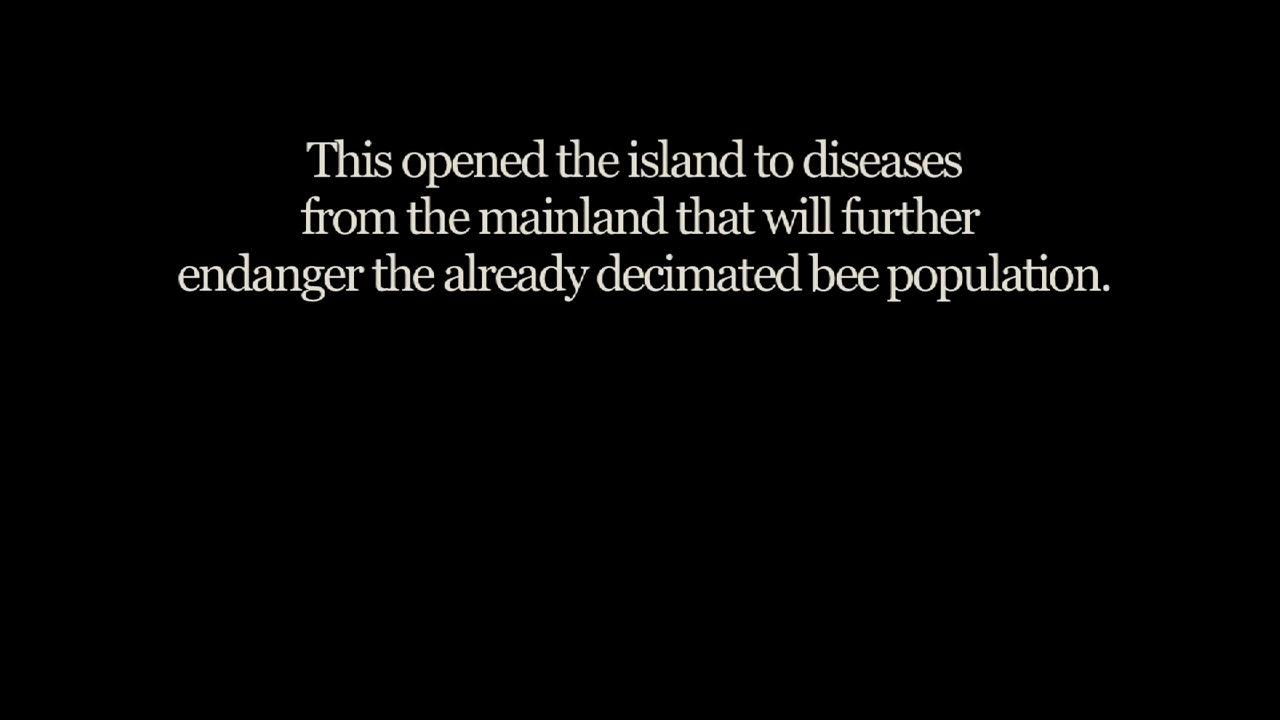 This opened the island to diseases
from the mainland that will further
endanger the already decimated bee population.